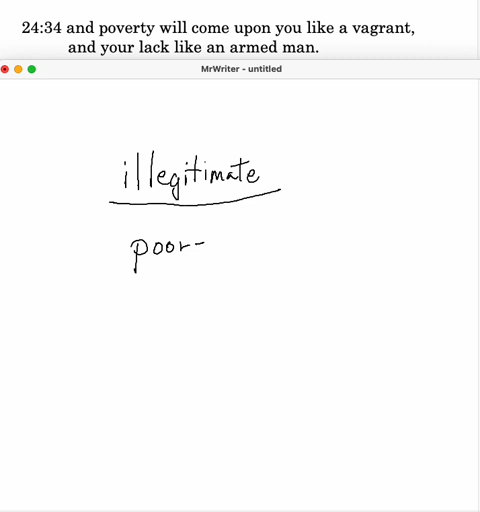 24:34 and poverty will come upon you like a vagrant,
and your lack like an armed man.
MrWriter - untitled
illegitimate
poor-